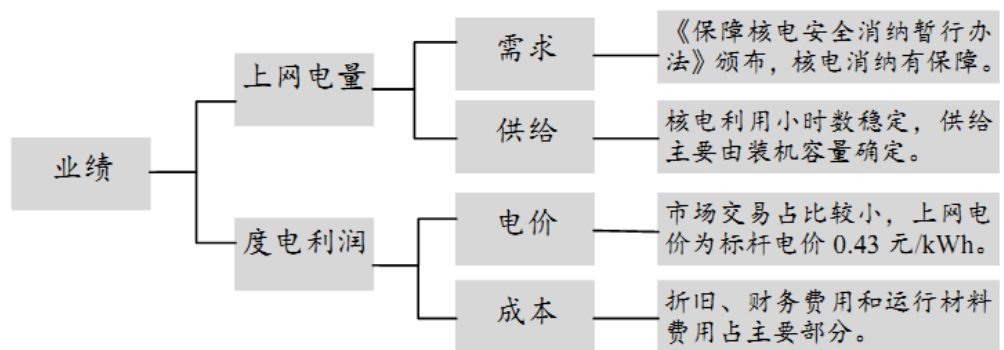 业绩
上网电量
需求
《保障核电安全消纳暂行办
法》颁布，核电消纳有保障。
供给
核电利用小时数稳定，供给
主要由装机容量确定。
度电利润
电价
市场交易占比较小，上网电
价为标杆电价 0.43 元/kWh。
成本
折旧、财务费用和运行材料
费用占主要部分。